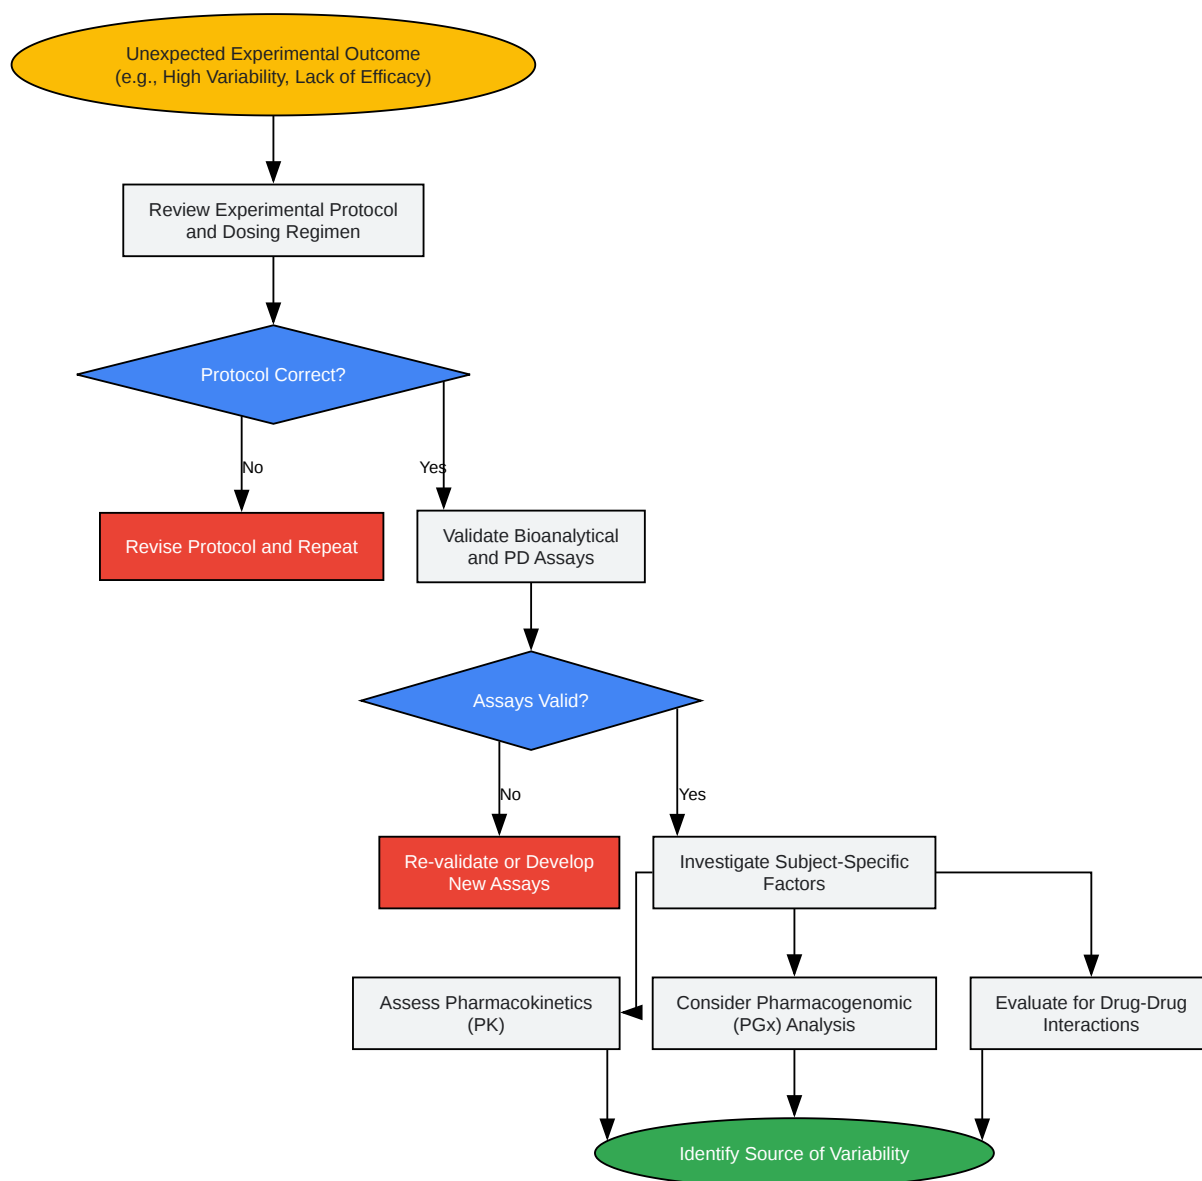 Unexpected Experimental Outcome
(e.g., High Variability, Lack of Efficacy)
Review Experimental Protocol
and Dosing Regimen
Protocol Correct?
No
Yes
Revise Protocol and Repeat
Validate Bioanalytical
and PD Assays
Assays Valid?
No
Yes
Re-validate or Develop
New Assays
Investigate Subject-Specific
Factors
Assess Pharmacokinetics
(PK)
Consider Pharmacogenomic
(PGx) Analysis
Evaluate for Drug-Drug
Interactions
Identify Source of Variability